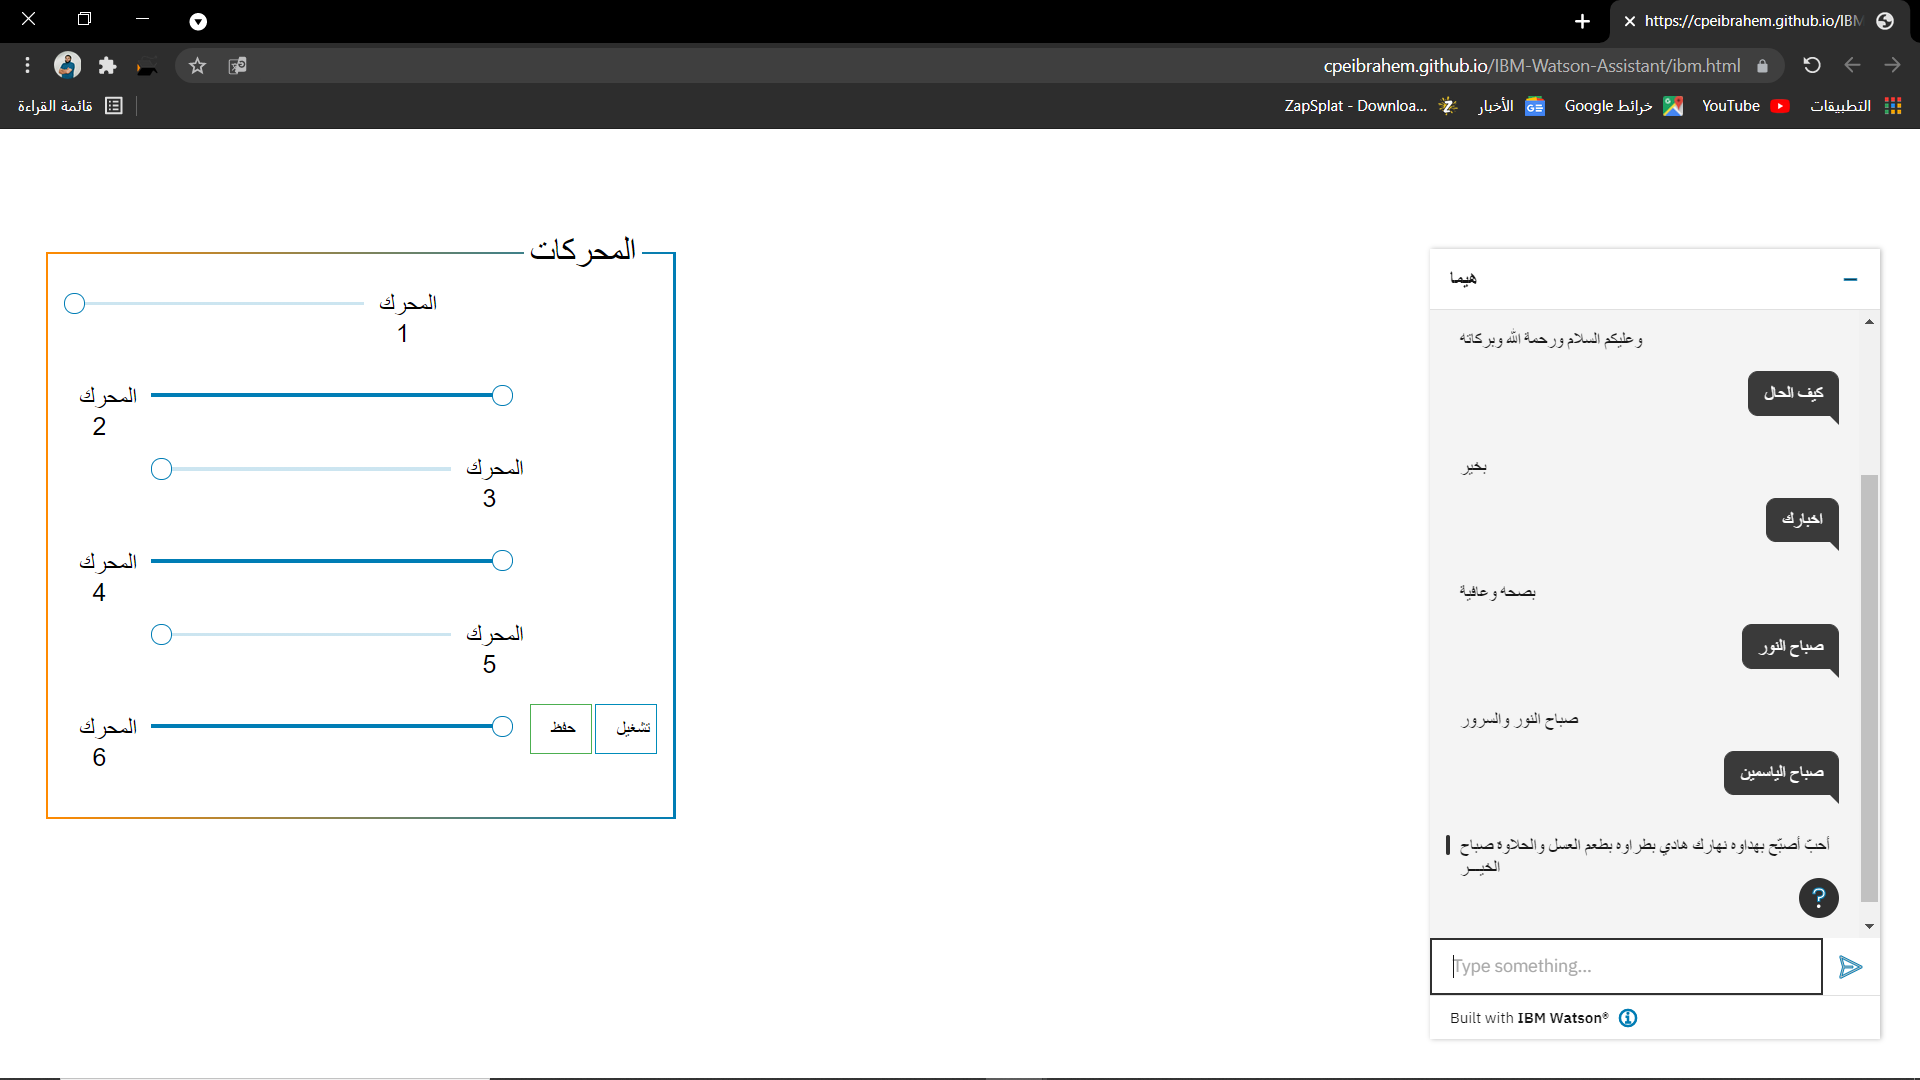 https://cpeibrahem.github.io/IBM
cpeibrahem.github.io/IBM-Watson-Assistant/ibm.html
التطبيقات
YouTube
خرائط Google
الأخبار
ZapSplat - Downloa...
قائمة القراءة
المحركات
المحرك
1
المحرك
2
المحرك
3
المحرك
4
المحرك
5
المحرك
6
حفظ
تشغيل
هيما
وعليكم السلام ورحمة الله وبركاته
كيف الحال
بخير
اخبارك
بصحه وعافية
صباح النور
صباح النور والسرور
صباح الياسمين
أحبّ أصبّح بهداوه نهارك هادي بطراوه بطعم العسل والحلاوة صباح
الخيـــر
?
Type something...
Built with IBM Watson®